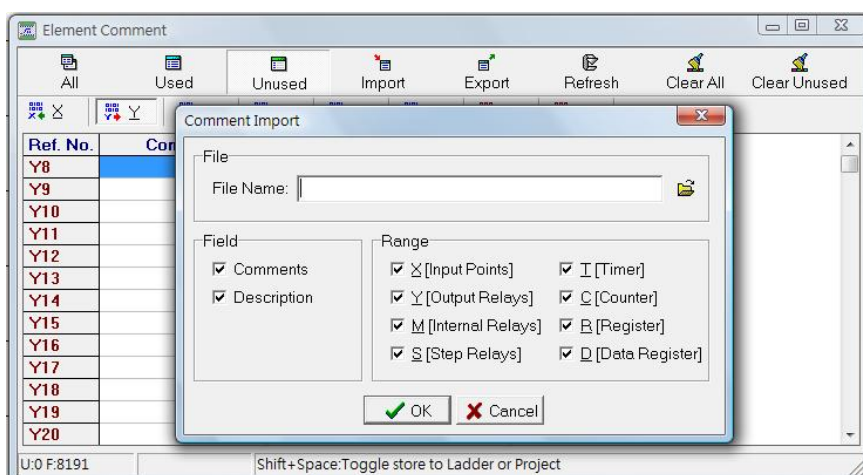 Element Comment
All Used Unused Import Export Refresh Clear All Clear Unused
X Y
Comment Import
Ref. No.
File
File Name:
Y8
Y9
Y10
Y11
Y12
Y13
Y14
Y15
Y16
Y17
Y18
Y19
Y20
Field
Comments
Description
Range
X [Input Points] T [Timer]
Y [Output Relays] C [Counter]
M [Internal Relays] R [Register]
S [Step Relays] D [Data Register]
OK Cancel
U:0 F:8191 Shift+Space:Toggle store to Ladder or Project